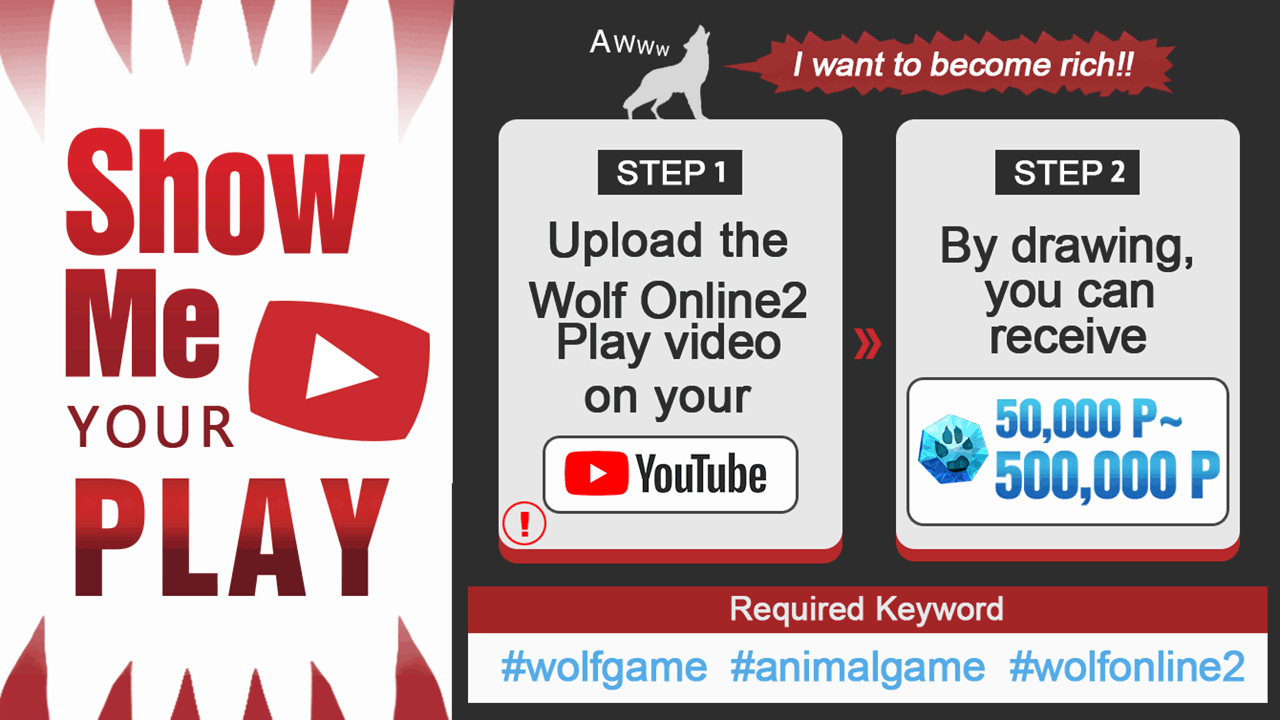 Show
Me
YOUR
PLAY
Awww
I want to become rich!!
STEP 1
Upload the
Wolf Online2
Play video
on your
YouTube
!
STEP 2
By drawing,
you can
receive
50,000 P~
500,000 P
Required Keyword
#wolfgame #animalgame #wolfonline2